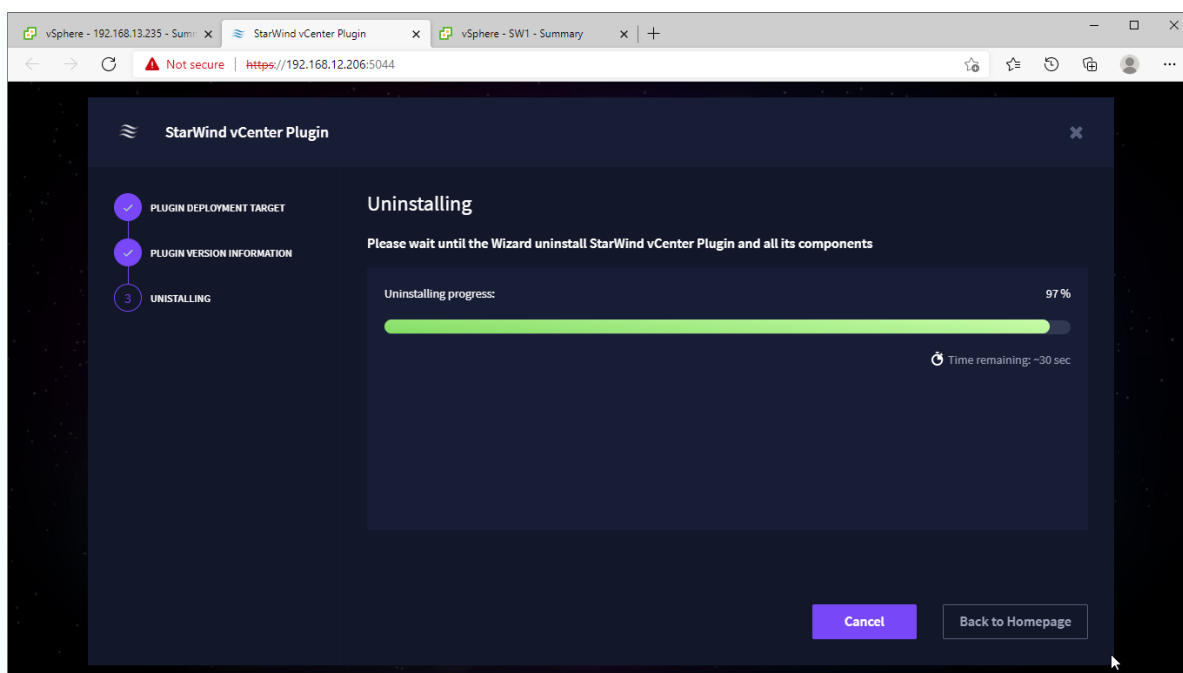 vSphere - 192.168.13.235 - Summ
StarWind vCenter Plugin
vSphere - SW1 - Summary
Not secure
https://192.168.12.206:5044
StarWind vCenter Plugin
PLUGIN DEPLOYMENT TARGET
PLUGIN VERSION INFORMATION
3 UNISTALLING
Uninstalling
Please wait until the Wizard uninstall StarWind vCenter Plugin and all its components
Uninstalling progress: 97 %
Time remaining: ~30 sec
Cancel
Back to Homepage